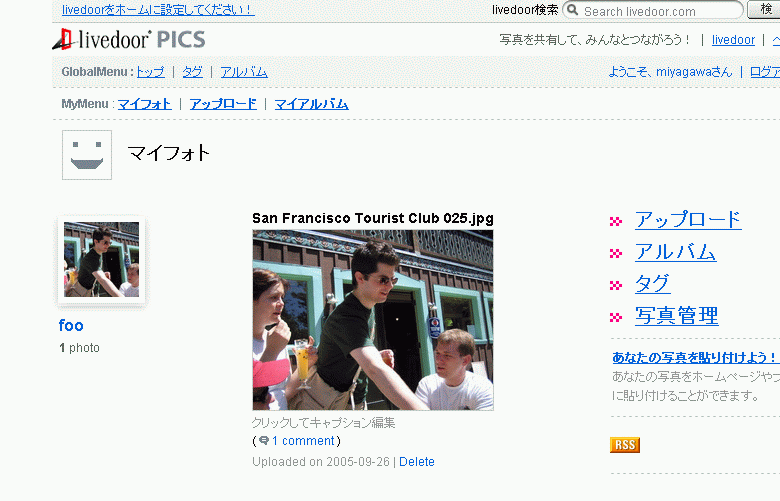 livedoorをホームに設定してください！
livedoor検索 Search livedoor.com 検
livedoor PICS
写真を共有して、みんなとつながろう！ | livedoor |
GlobalMenu : トップ | タグ | アルバム
ようこそ、miyagawaさん | ログア
MyMenu : マイフォト | アップロード | マイアルバム
マイフォト
foo
1 photo
San Francisco Tourist Club 025.jpg
クリックしてキャプション編集
( 1 comment )
Uploaded on 2005-09-26 | Delete
アップロード
アルバム
タグ
写真管理
あなたの写真を貼り付けよう！
あなたの写真をホームページやブ
に貼り付けることができます。
RSS